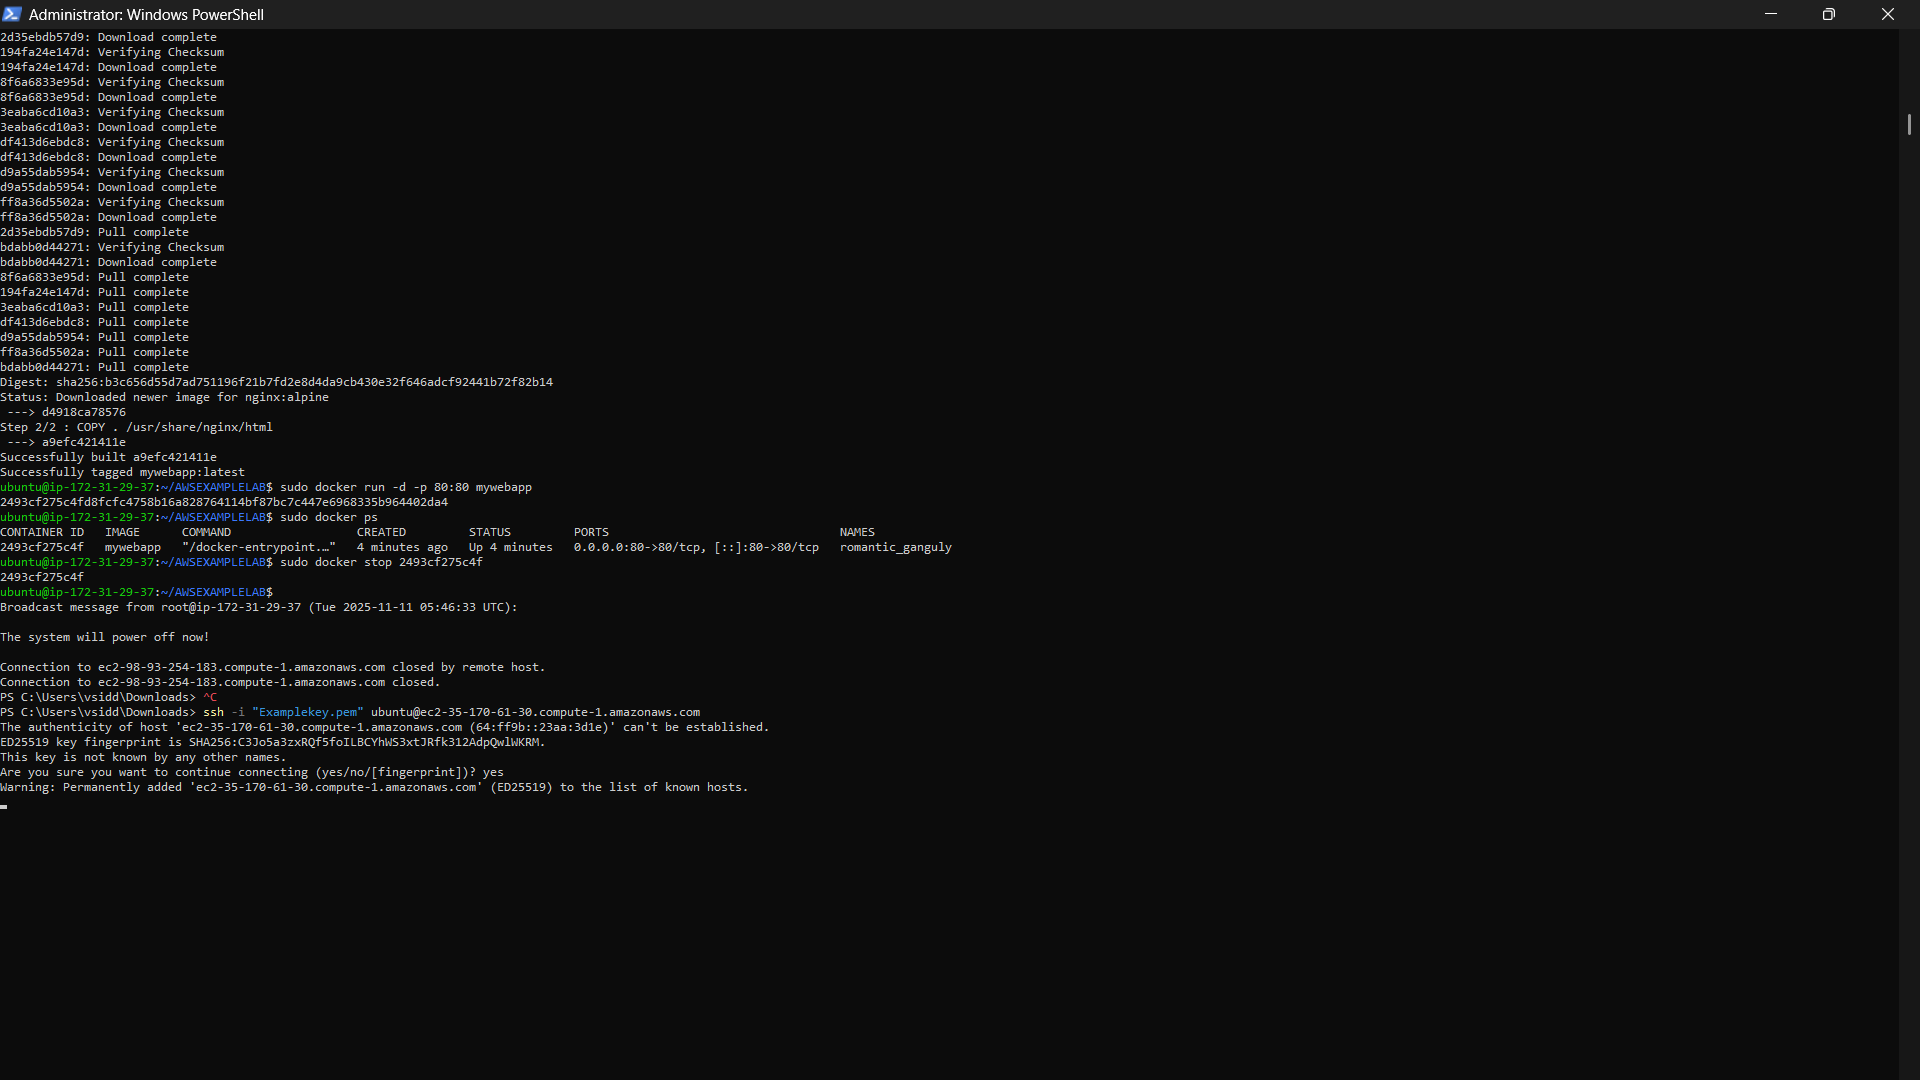 Administrator: Windows PowerShell
2d35ebdb57d9: Download complete
194fa24e147d: Verifying Checksum
194fa24e147d: Download complete
8f6a6833e95d: Verifying Checksum
8f6a6833e95d: Download complete
3eaba6cd10a3: Verifying Checksum
3eaba6cd10a3: Download complete
df413d6ebdc8: Verifying Checksum
df413d6ebdc8: Download complete
d9a55dab5954: Verifying Checksum
d9a55dab5954: Download complete
ff8a36d5502a: Verifying Checksum
ff8a36d5502a: Download complete
2d35ebdb57d9: Pull complete
bdabb0d44271: Verifying Checksum
bdabb0d44271: Download complete
8f6a6833e95d: Pull complete
194fa24e147d: Pull complete
3eaba6cd10a3: Pull complete
df413d6ebdc8: Pull complete
d9a55dab5954: Pull complete
ff8a36d5502a: Pull complete
bdabb0d44271: Pull complete
Digest: sha256:b3c656d55d7ad751196f21b7fd2e8d4da9cb430e32f646adcf92441b72f82b14
Status: Downloaded newer image for nginx:alpine
 ---> d4918ca78576
Step 2/2 : COPY . /usr/share/nginx/html
 ---> a9efc421411e
Successfully built a9efc421411e
Successfully tagged mywebapp:latest
ubuntu@ip-172-31-29-37:~/AWSEXAMPLELAB$ sudo docker run -d -p 80:80 mywebapp
2493cf275c4fd8fcfc4758b16a828764114bf87bc7c447e6968335b964402da4
ubuntu@ip-172-31-29-37:~/AWSEXAMPLELAB$ sudo docker ps
CONTAINER ID   IMAGE      COMMAND                  CREATED         STATUS         PORTS                                 NAMES
2493cf275c4f   mywebapp   "/docker-entrypoint.…"   4 minutes ago   Up 4 minutes   0.0.0.0:80->80/tcp, [::]:80->80/tcp   romantic_ganguly
ubuntu@ip-172-31-29-37:~/AWSEXAMPLELAB$ sudo docker stop 2493cf275c4f
2493cf275c4f
ubuntu@ip-172-31-29-37:~/AWSEXAMPLELAB$
Broadcast message from root@ip-172-31-29-37 (Tue 2025-11-11 05:46:33 UTC):
The system will power off now!
Connection to ec2-98-93-254-183.compute-1.amazonaws.com closed by remote host.
Connection to ec2-98-93-254-183.compute-1.amazonaws.com closed.
PS C:\Users\vsidd\Downloads> ^C
PS C:\Users\vsidd\Downloads> ssh -i "Examplekey.pem" ubuntu@ec2-35-170-61-30.compute-1.amazonaws.com
The authenticity of host 'ec2-35-170-61-30.compute-1.amazonaws.com (64:ff9b::23aa:3d1e)' can't be established.
ED25519 key fingerprint is SHA256:C3Jo5a3zxRQf5foILBCYhWS3xtJRfk312AdpQwlWKRM.
This key is not known by any other names.
Are you sure you want to continue connecting (yes/no/[fingerprint])? yes
Warning: Permanently added 'ec2-35-170-61-30.compute-1.amazonaws.com' (ED25519) to the list of known hosts.